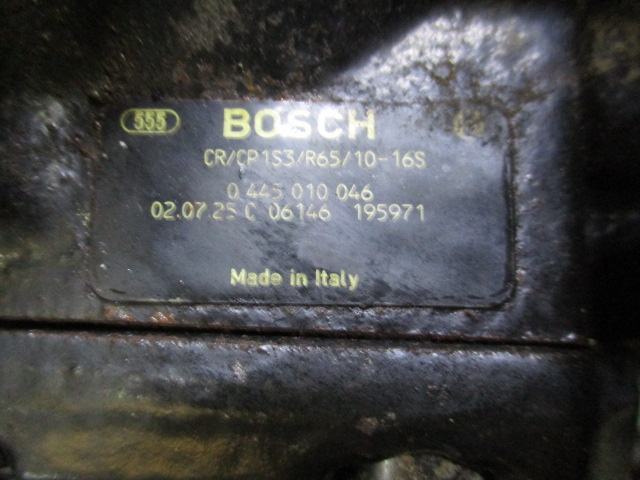 555 BOSCH
CR/CP1S3/R65/10-16S
0 445 010 046
02.07.25 C 06146 195971
Made in Italy